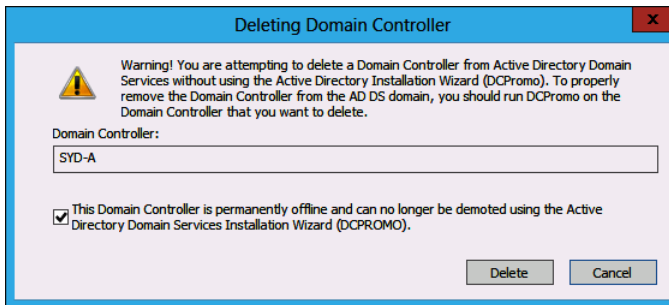 Deleting Domain Controller
x
Warning! You are attempting to delete a Domain Controller from Active Directory Domain
Services without using the Active Directory Installation Wizard (DCPromo). To properly
remove the Domain Controller from the AD DS domain, you should run DCPromo on the
Domain Controller that you want to delete.
Domain Controller:
SYD-A
This Domain Controller is permanently offline and can no longer be demoted using the Active
Directory Domain Services Installation Wizard (DCPROMO).
Delete Cancel